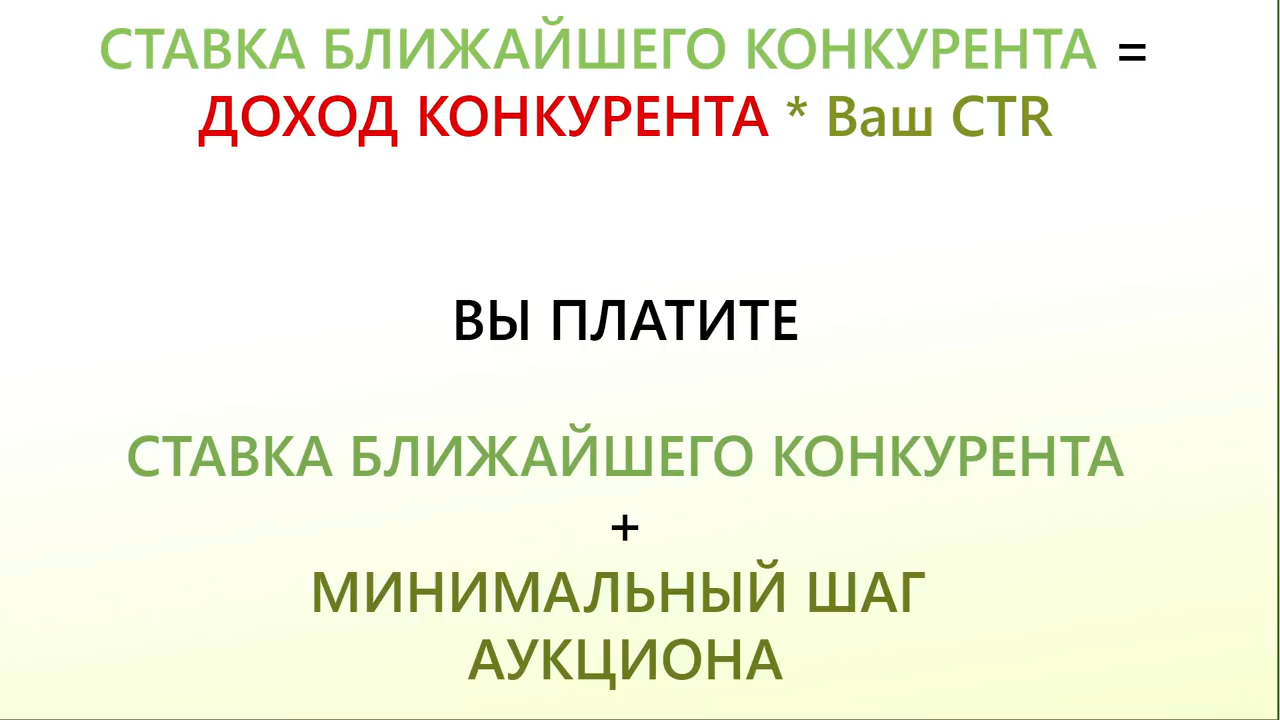 СТАВКА БЛИЖАЙШЕГО КОНКУРЕНТА =
ДОХОД КОНКУРЕНТА * Ваш CTR
ВЫ ПЛАТИТЕ
СТАВКА БЛИЖАЙШЕГО КОНКУРЕНТА
+
МИНИМАЛЬНЫЙ ШАГ
АУКЦИОНА